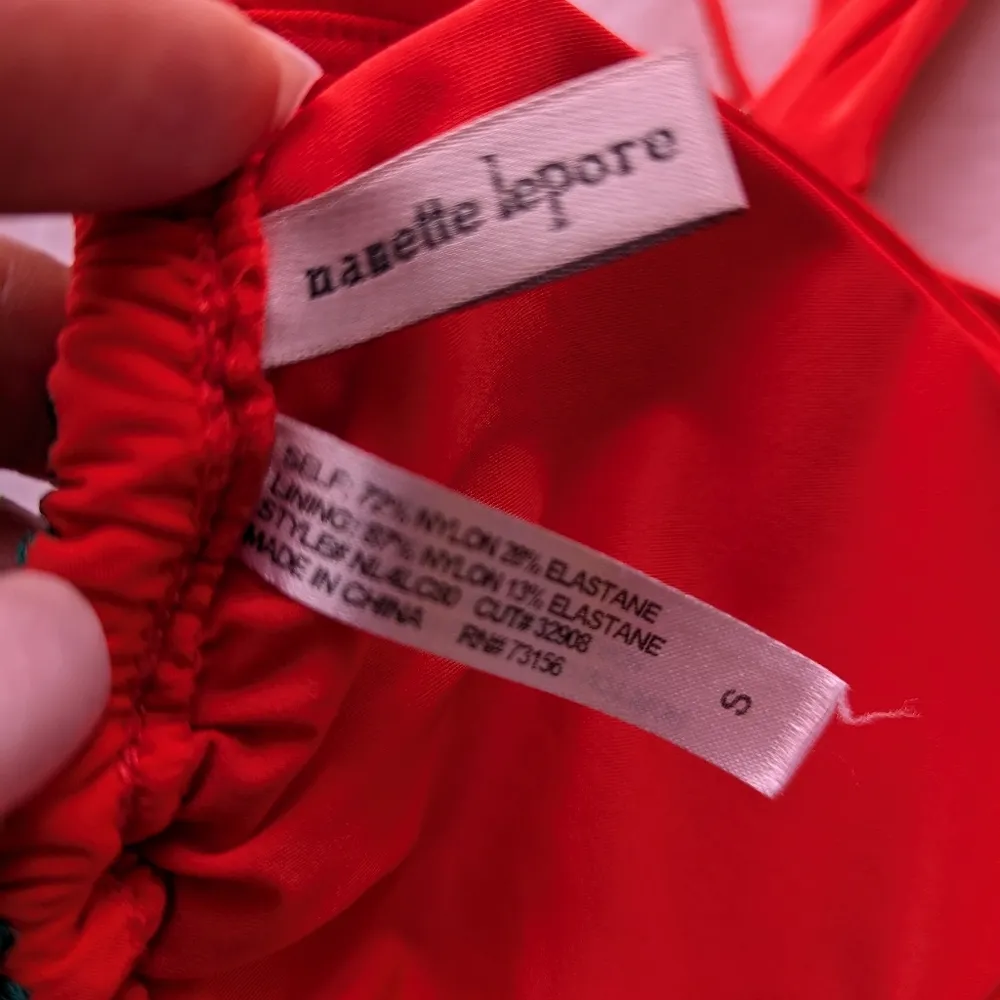 nanette lepore
SELF: 72% NYLON 28% ELASTANE
LINING: 87% NYLON 13% ELASTANE
STYLE# CUT# 32908
MADE IN CHINA RN# 73156
S